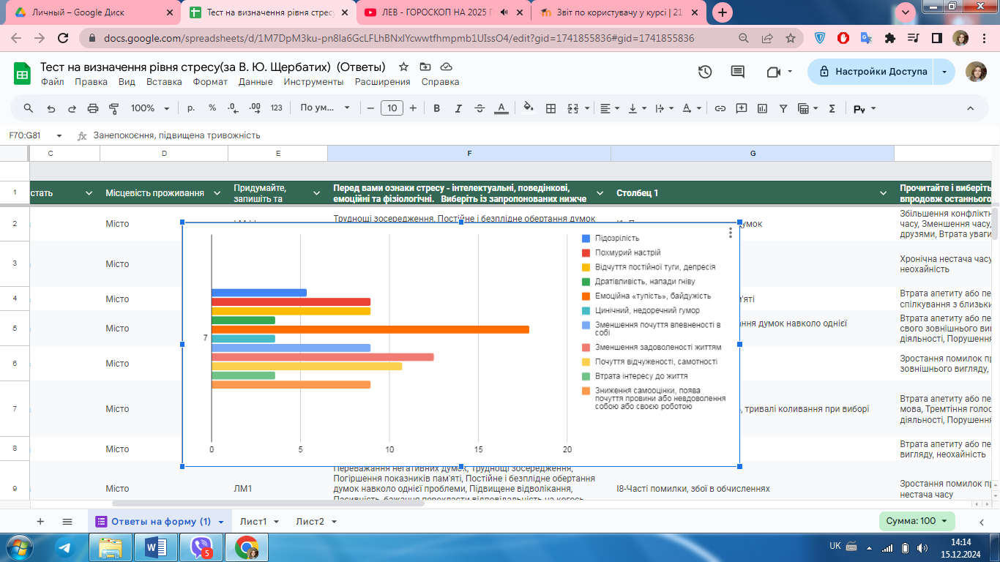 Личный – Google Диск
Тест на визначення рівня стресу
ЛЕВ - ГОРОСКОП НА 2025 Г
Звіт по користувачу у курсі | 21
docs.google.com/spreadsheets/d/1M7DpM3ku-pn8Ia6GcLFLhBNxlYcwwtfhmpmb1UIssO4/edit?gid=1741855836#gid=1741855836
Тест на визначення рівня стресу(за В. Ю. Щербатих) (Ответы)
Файл Правка Вид Вставка Формат Данные Инструменты Расширения Справка
Настройки Доступа
100% р. % .0 .00 123 По ум... 10 B I A Σ Pγ
F70:G81 fx Занепокоєння, підвищена тривожність
C D E F G
1 стать Місцевість проживання
Придумайте,
запишіть та
Перед вами ознаки стресу - інтелектуальні, поведінкові,
емоційні та фізіологічні. Виберіть із запропонованих нижче
Столбец 1
Прочитайте і виберіть
впродовж останнього
2 Місто
Труднощі зосередження, Постійне і безплідне обертання думок
думок
Збільшення конфліктн
часу, Зменшення часу,
друзями, Втрата уваги
3 Місто
Хронічна нестача часу
неохайність
4 Місто
м'яті
Втрата апетиту або пе
спілкування з близьки
5 Місто
ання думок навколо однієї
Втрата апетиту або пе
свого зовнішнього виг
діяльності, Порушення
6 Місто
Зростання помилок пр
зовнішнього вигляду,
7 Місто
, тривалі коливання при виборі
Втрата апетиту або пе
мова, Тремтіння голос
діяльності, Порушення
8 Місто
Втрата апетиту або пе
вигляду, неохайність
9 Місто ЛМ1
Переважання негативних думок, Труднощі зосередження,
Погіршення показників пам'яті, Постійне і безплідне обертання
думок навколо однієї проблеми, Підвищене відволікання,
Пасивність, бажання перекласти відповідальність на когось
І8-Часті помилки, збої в обчисленнях
Зростання помилок пр
нестача часу
7
0 5 10 15 20
Підозрілість
Похмурий настрій
Відчуття постійної туги, депресія
Дратівливість, напади гніву
Емоційна «тупість», байдужість
Цинічний, недоречний гумор
Зменшення почуття впевненості в
собі
Зменшення задоволеності життям
Почуття відчуженості, самотності
Втрата інтересу до життя
Зниження самооцінки, поява
почуття провини або невдоволення
собою або своєю роботою
Ответы на форму (1) Лист1 Лист2 Сумма: 100
5
UK
14:14
15.12.2024